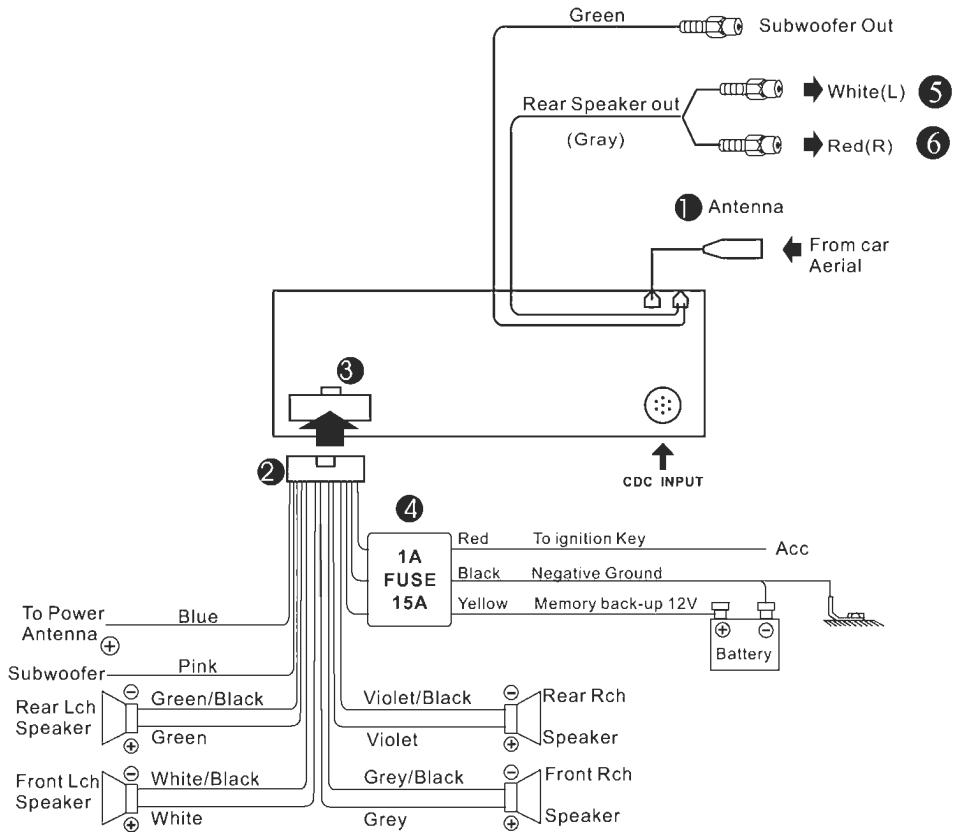 Green
Subwoofer Out
Rear Speaker out
(Gray)
White(L) 5
Red(R) 6
1 Antenna
From car
Aerial
3
CDC INPUT
2
4
1A
FUSE
15A
Red To ignition Key Acc
Black Negative Ground
Yellow Memory back-up 12V
Battery
To Power
Antenna
Blue
Subwoofer
Pink
Rear Lch
Speaker
Green/Black
Green
Violet/Black
Violet
Rear Rch
Speaker
Front Lch
Speaker
White/Black
White
Grey/Black
Grey
Front Rch
Speaker